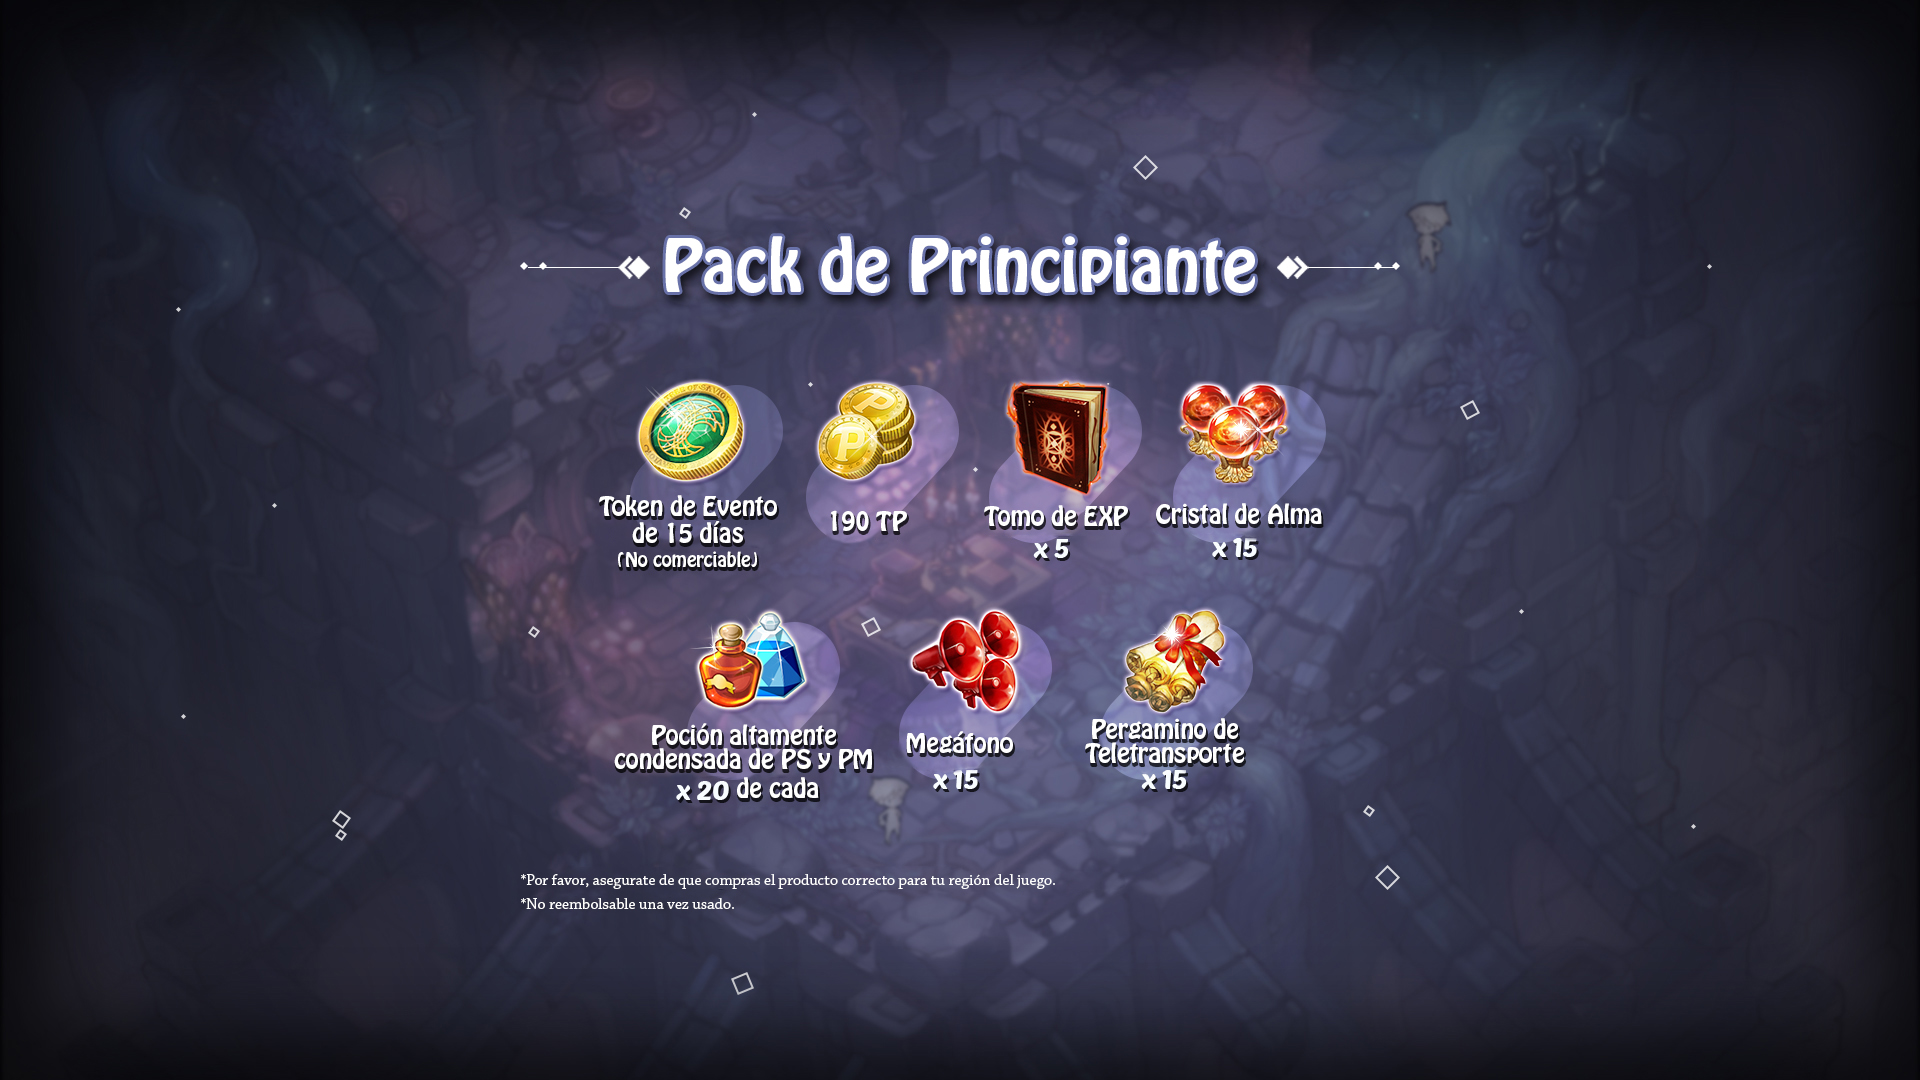 Pack de Principiante
Token de Evento
de 15 días
(No comerciable)
190 TP
Tomo de EXP
x 5
Cristal de Alma
x 15
Poción altamente
condensada de PS y PM
x 20 de cada
Megáfono
x 15
Pergamino de
Teletransporte
x 15
*Por favor, asegurate de que compras el producto correcto para tu región del juego.
*No reembolsable una vez usado.